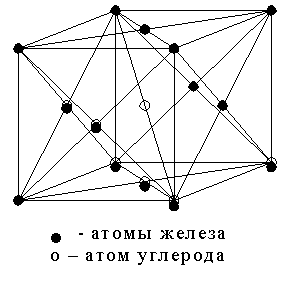 ● - атомы железа
о – атом углерода